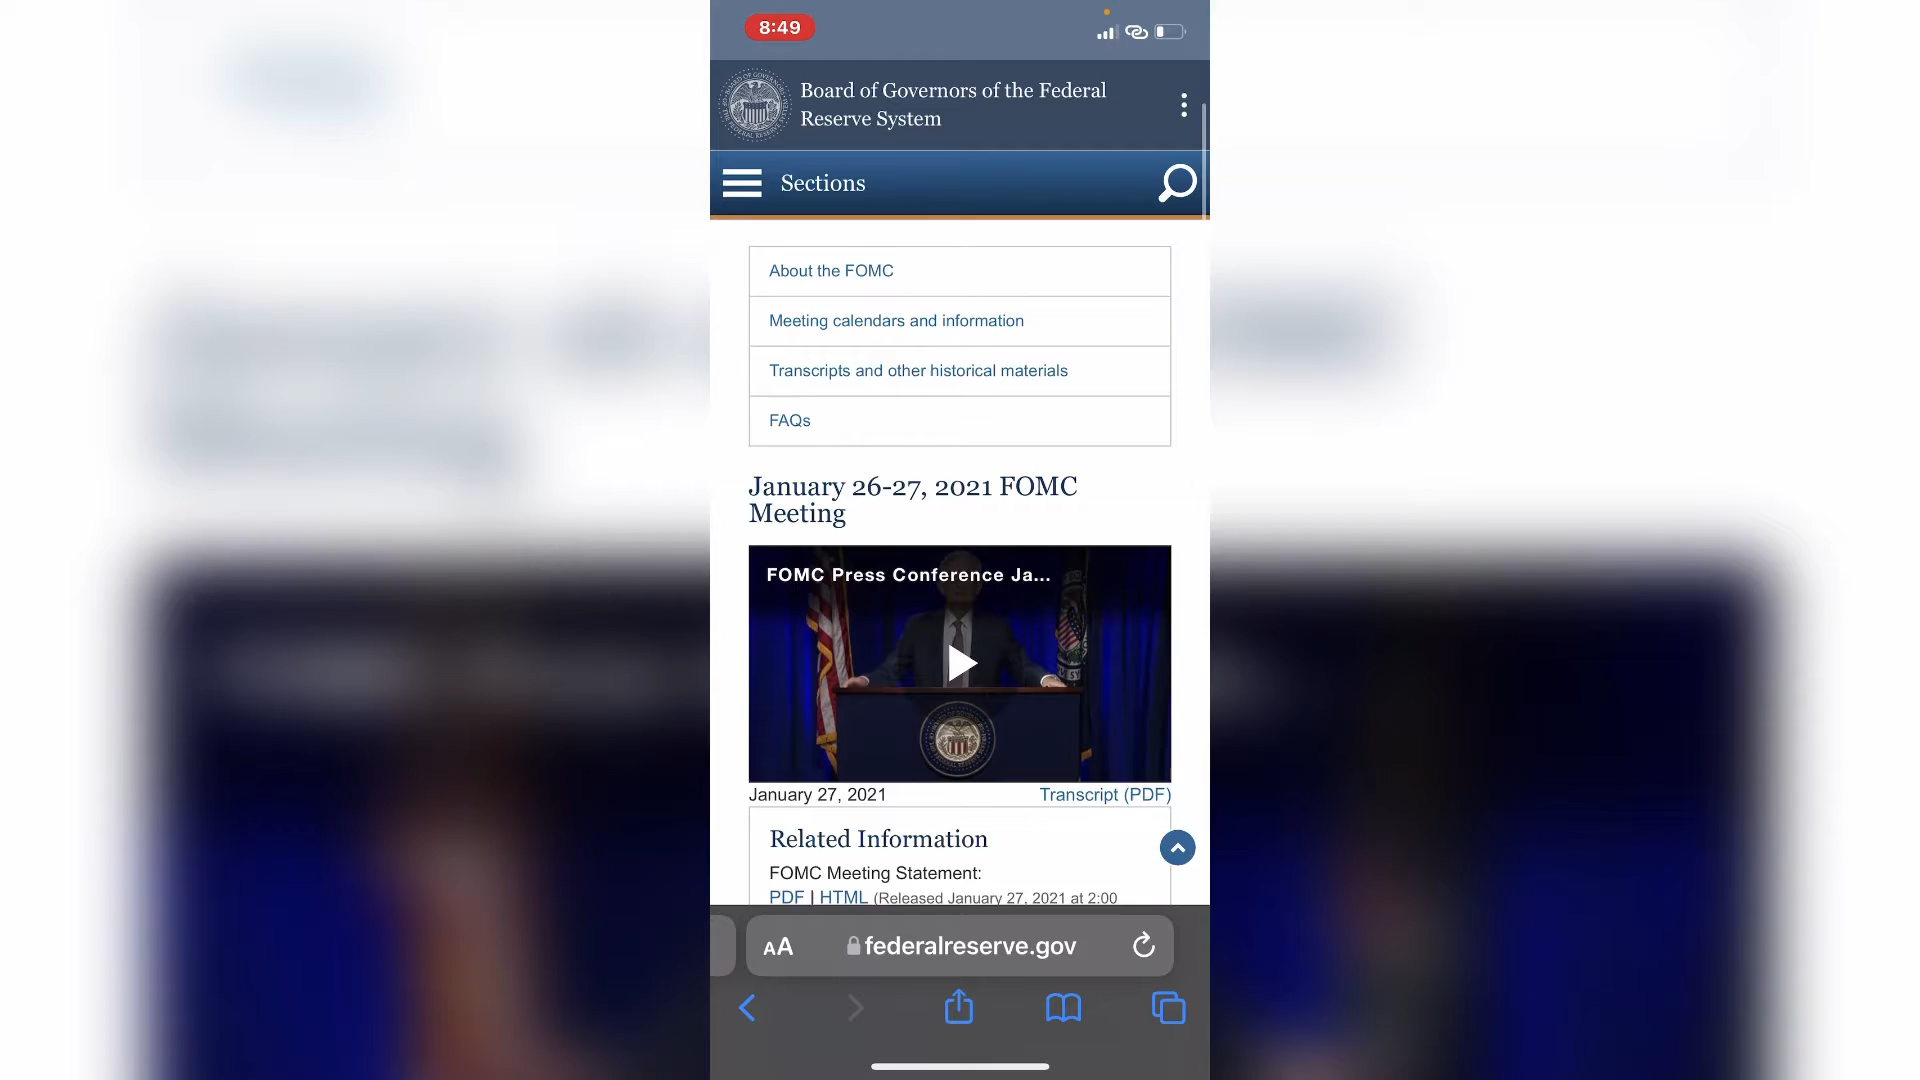 8:49
Board of Governors of the Federal
Reserve System
Sections
About the FOMC
Meeting calendars and information
Transcripts and other historical materials
FAQs
January 26-27, 2021 FOMC
Meeting
FOMC Press Conference Ja...
January 27, 2021 Transcript (PDF)
Related Information
FOMC Meeting Statement:
PDF | HTML (Released January 27, 2021 at 2:00
AA federalreserve.gov